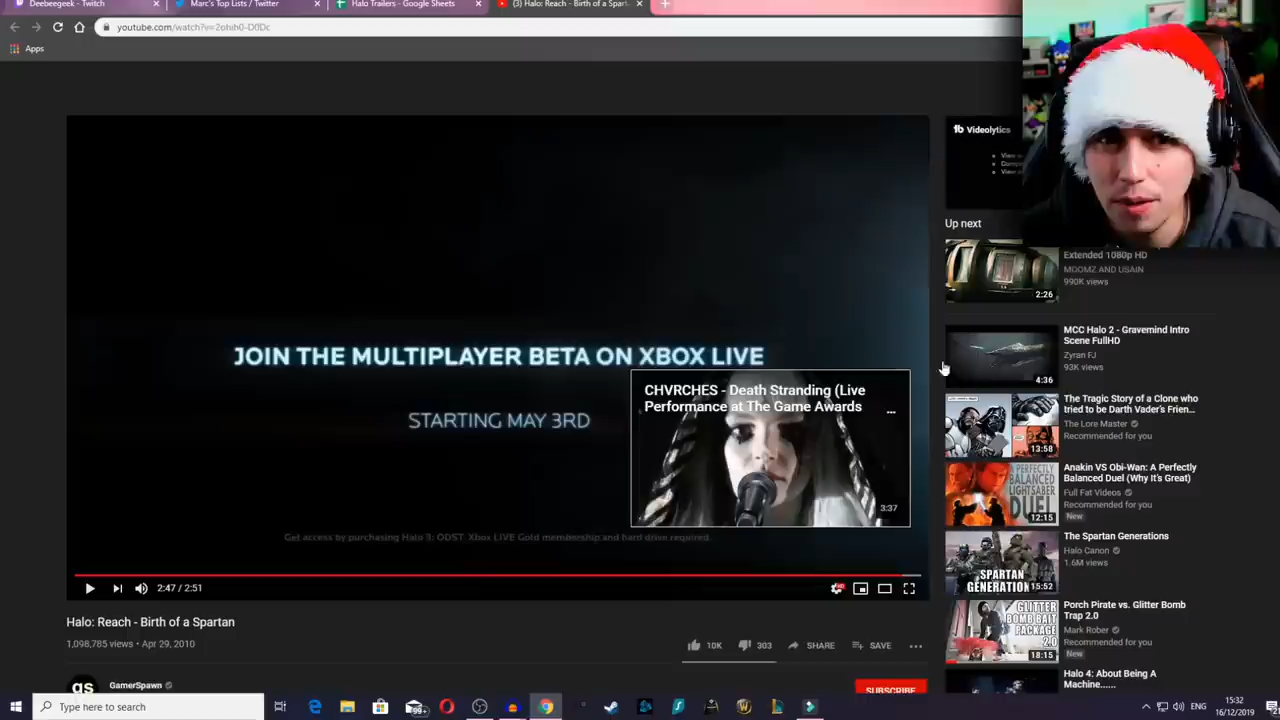 Deebeegeek - Twitch
Marc's Top Lists / Twitter
Halo Trailers - Google Sheets
(3) Halo: Reach - Birth of a Spart
Apps
JOIN THE MULTIPLAYER BETA ON XBOX LIVE
STARTING MAY 3RD
Get access by purchasing Halo 3: ODST. Xbox LIVE Gold membership and hard drive required.
CHVRCHES - Death Stranding (Live
Performance at The Game Awards
3:37
2:47 / 2:51
HD
Halo: Reach - Birth of a Spartan
1,098,785 views • Apr 29, 2010
10K
303
SHARE
SAVE
GamerSpawn
SUBSCRIBE
Videolytics
Up next
Extended 1080p HD
MOOMZ AND USAIN
990K views
2:26
MCC Halo 2 - Gravemind Intro
Scene FullHD
Zyran FJ
93K views
4:36
The Tragic Story of a Clone who
tried to be Darth Vader's Frien...
The Lore Master
Recommended for you
13:58
Anakin VS Obi-Wan: A Perfectly
Balanced Duel (Why It's Great)
Full Fat Videos
Recommended for you
New
A PERFECTLY
BALANCED
LIGHTSABER
DUEL
12:15
The Spartan Generations
Halo Canon
1.6M views
SPARTAN
GENERATION
15:52
Porch Pirate vs. Glitter Bomb
Trap 2.0
Mark Rober
Recommended for you
New
GLITTER
BOMB BAIT
PACKAGE
2.0
18:15
Halo 4: About Being A
Machine......
Type here to search
99+
ENG
15:32
16/12/2019